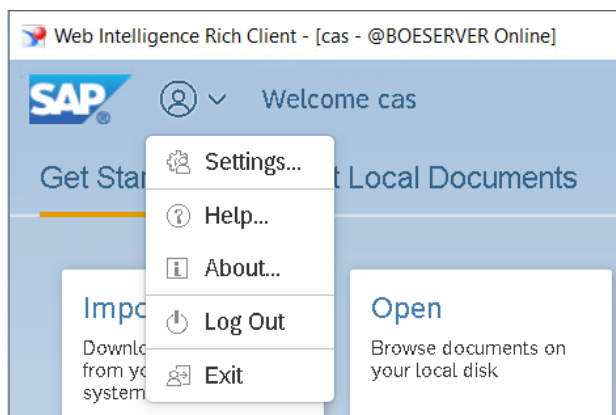 Web Intelligence Rich Client - [cas - @BOESERVER Online]
SAP® Welcome cas
Settings...
Get Star t Local Documents
Help...
About...
Impo Open
Log Out
Downlo Browse documents on
from yo your local disk
Exit
system